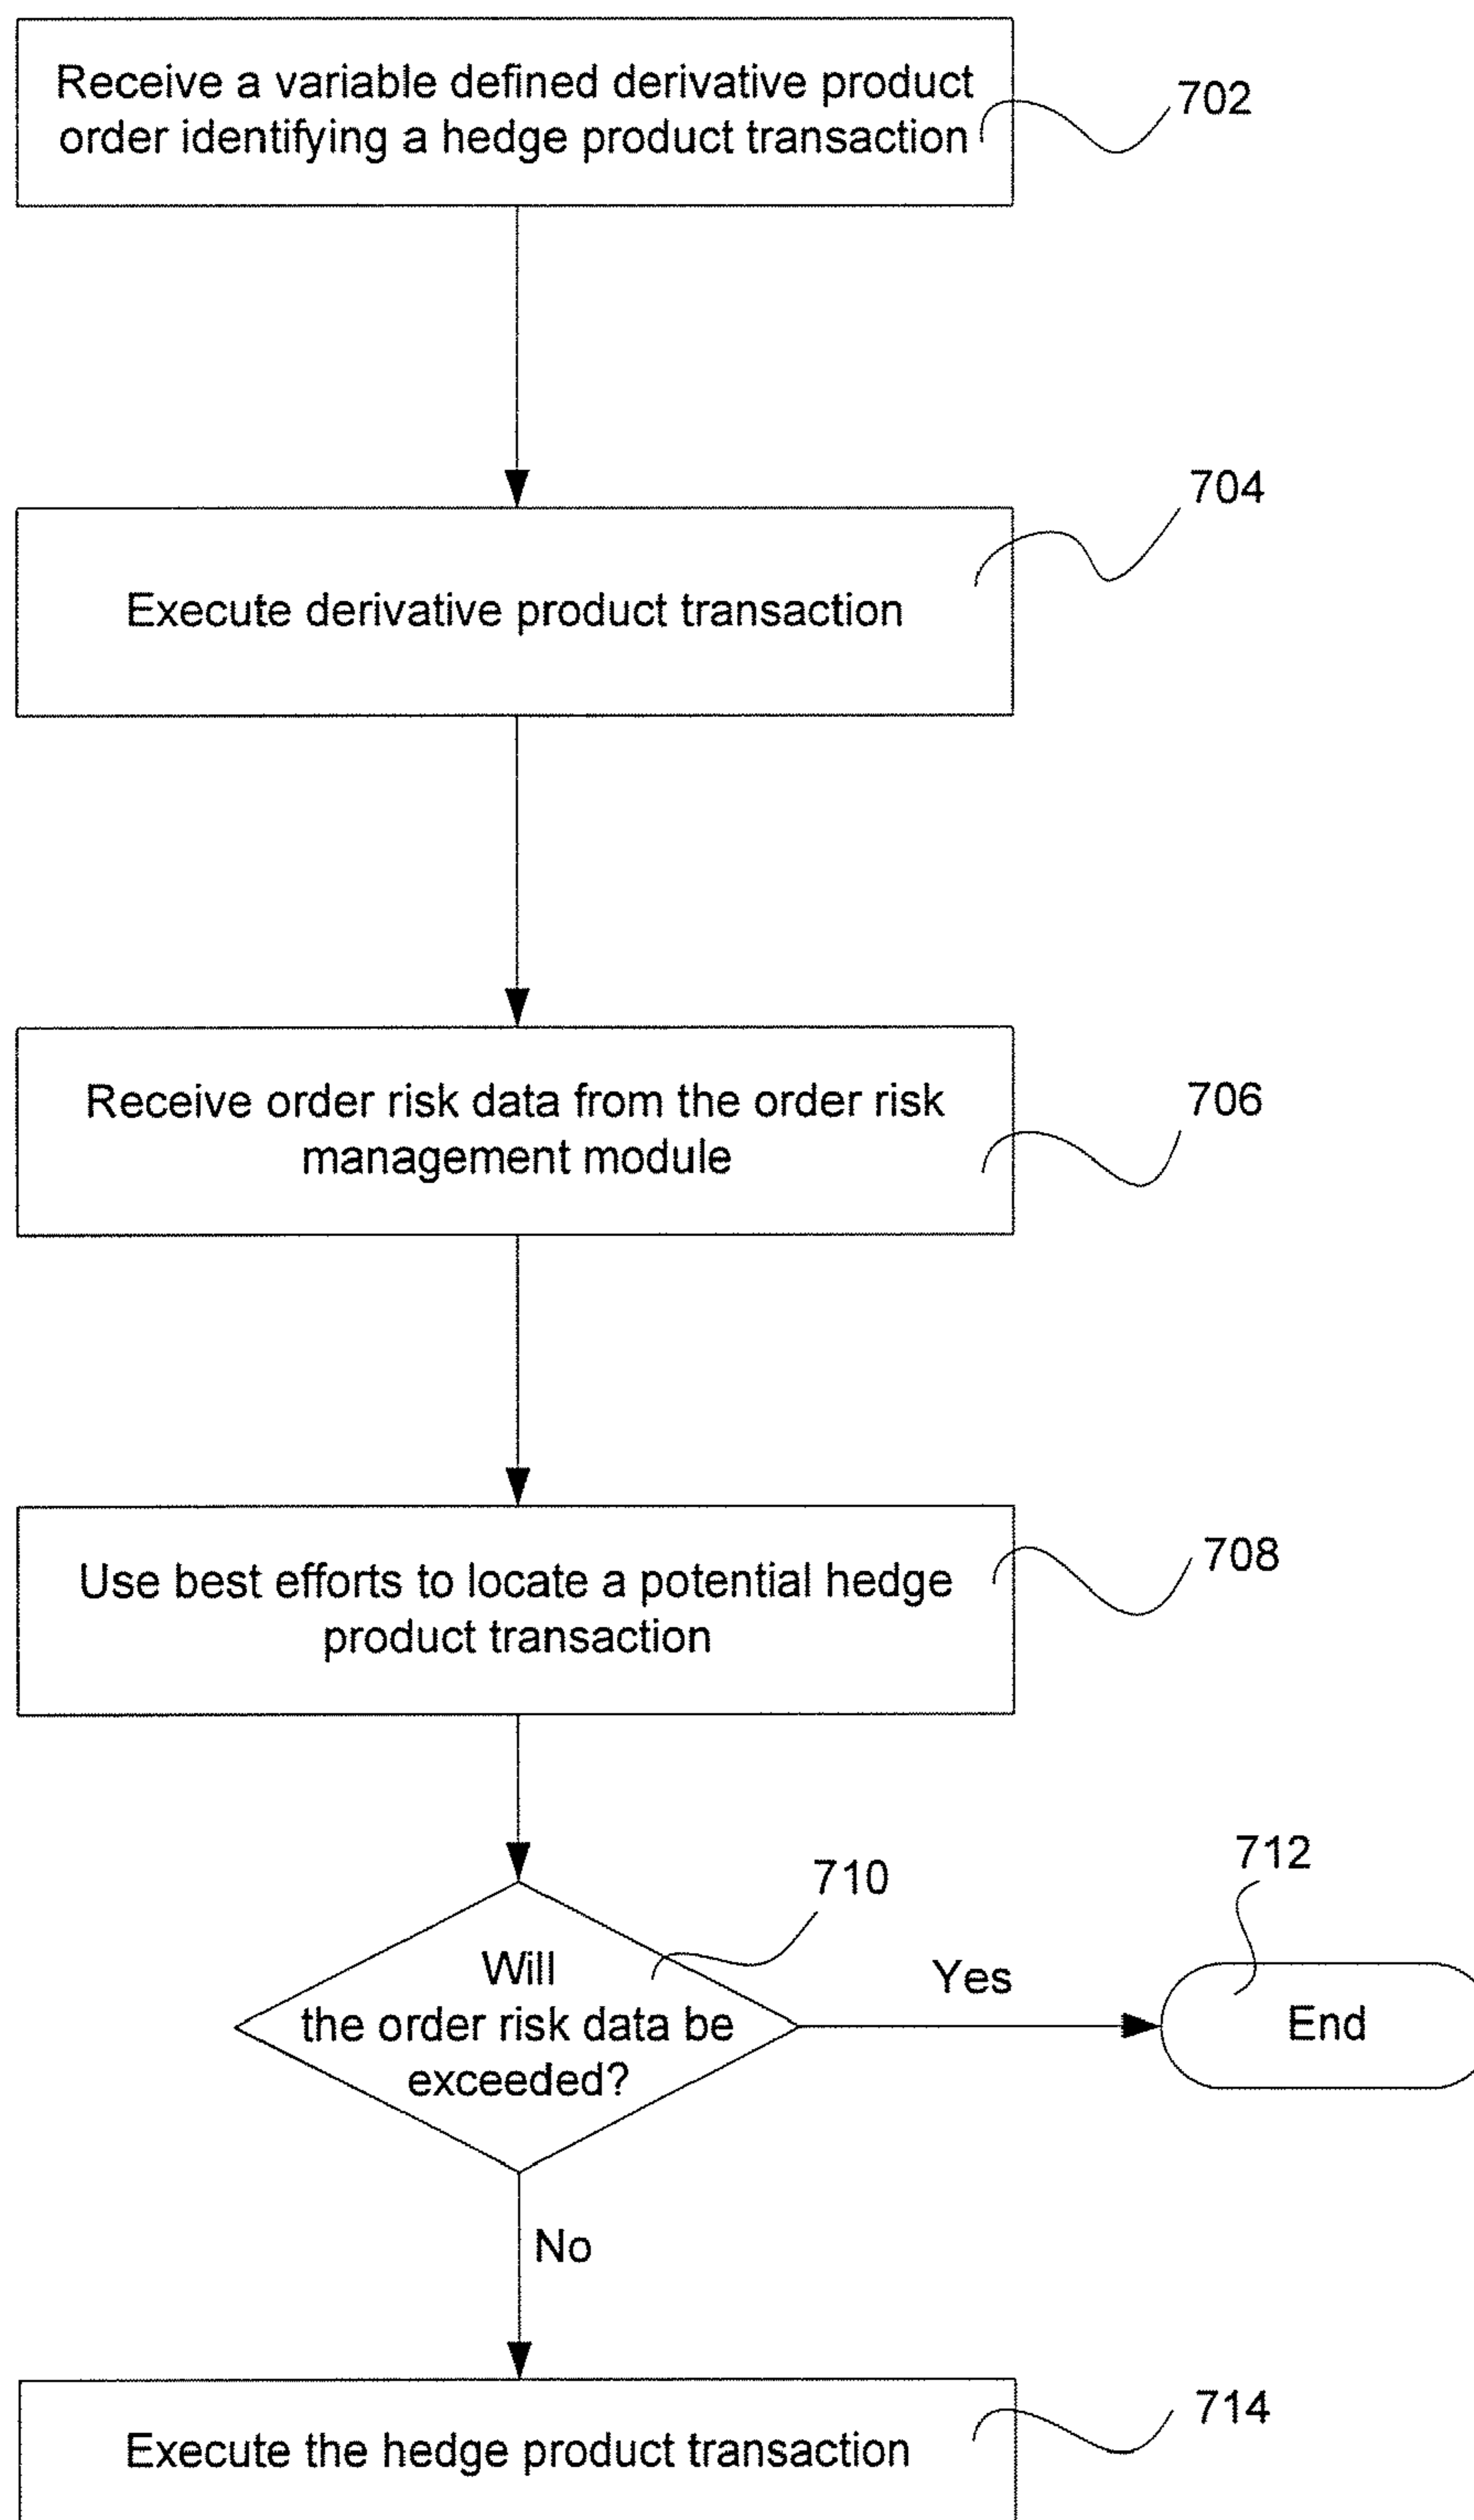 Receive a variable defined derivative product
order identifying a hedge product transaction
702
704
Execute derivative product transaction
Receive order risk data from the order risk
management module
706
Use best efforts to locate a potential hedge
product transaction
708
710
712
Will
the order risk data be
exceeded?
Yes
End
No
Execute the hedge product transaction
714